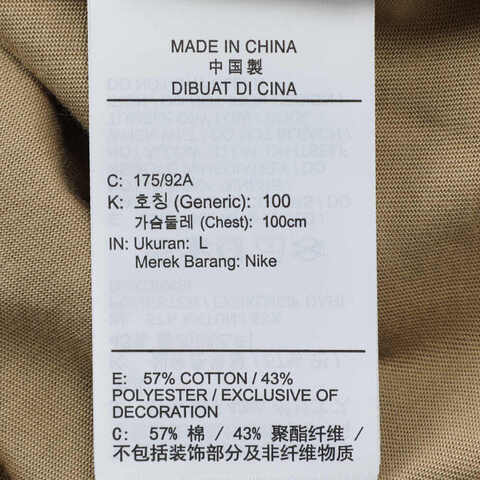 MADE IN CHINA
中国製
DIBUAT DI CINA
C: 175/92A
K: 호칭 (Generic): 100
가슴둘레 (Chest): 100cm
IN: Ukuran: L
Merek Barang: Nike
E: 57% COTTON / 43%
POLYESTER / EXCLUSIVE OF
DECORATION
C: 57% 棉 / 43% 聚酯纤维 /
不包括装饰部分及非纤维物质